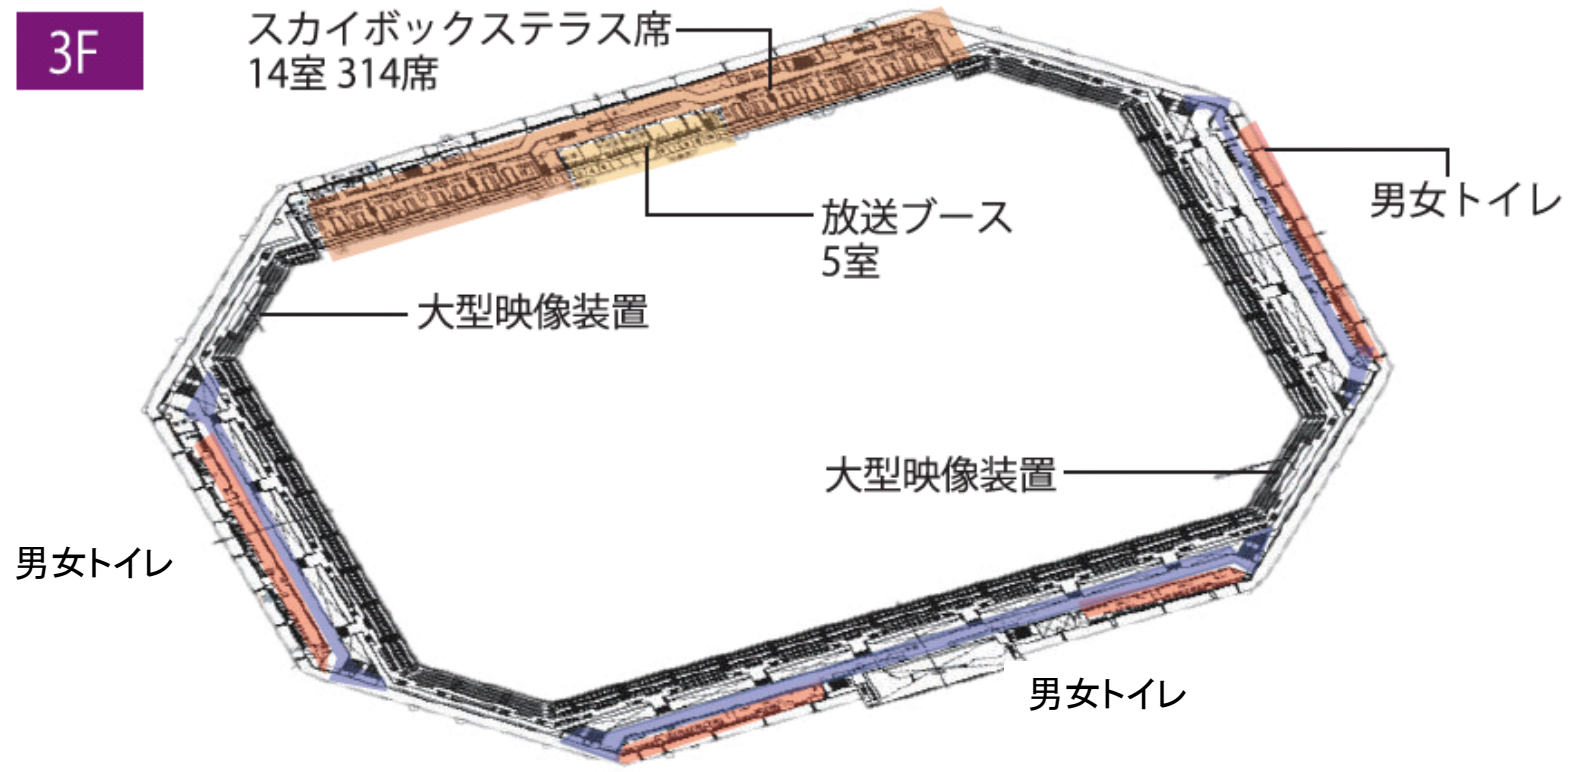 3F
スカイボックステラス席
14室 314席
男女トイレ
放送ブース
5室
大型映像装置
大型映像装置
男女トイレ
男女トイレ